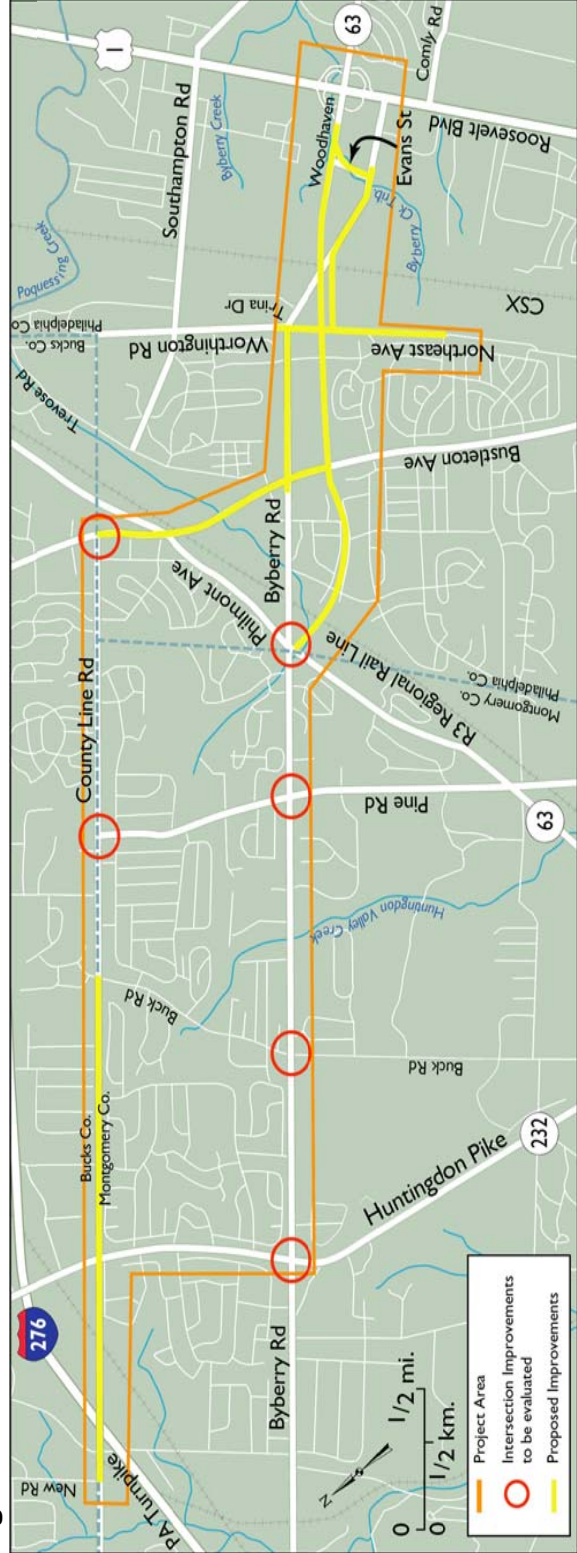 276
PA Turnpike
New Rd
Bucks Co.
Montgomery Co.
County Line Rd
Buck Rd
Buck Rd
Huntingdon Valley Creek
Huntingdon Pike
232
Byberry Rd
Byberry Rd
Pine Rd
63
Philmont Ave
R3 Regional Rail Line
Montgomery Co.
Philadelphia Co.
Trevose Rd
Bucks Co.
Philadelphia Co
Poquessing Creek
Southampton Rd
Byberry Creek
Worthington Rd
Trina Dr
Bustleton Ave
Northeast Ave
CSX
Woodhaven
Byberry Ck Trib.
Evans St
Roosevelt Blvd
Comly Rd
1
63
N
0 1/2 mi.
0 1/2 km.
Project Area
Intersection Improvements
to be evaluated
Proposed Improvements